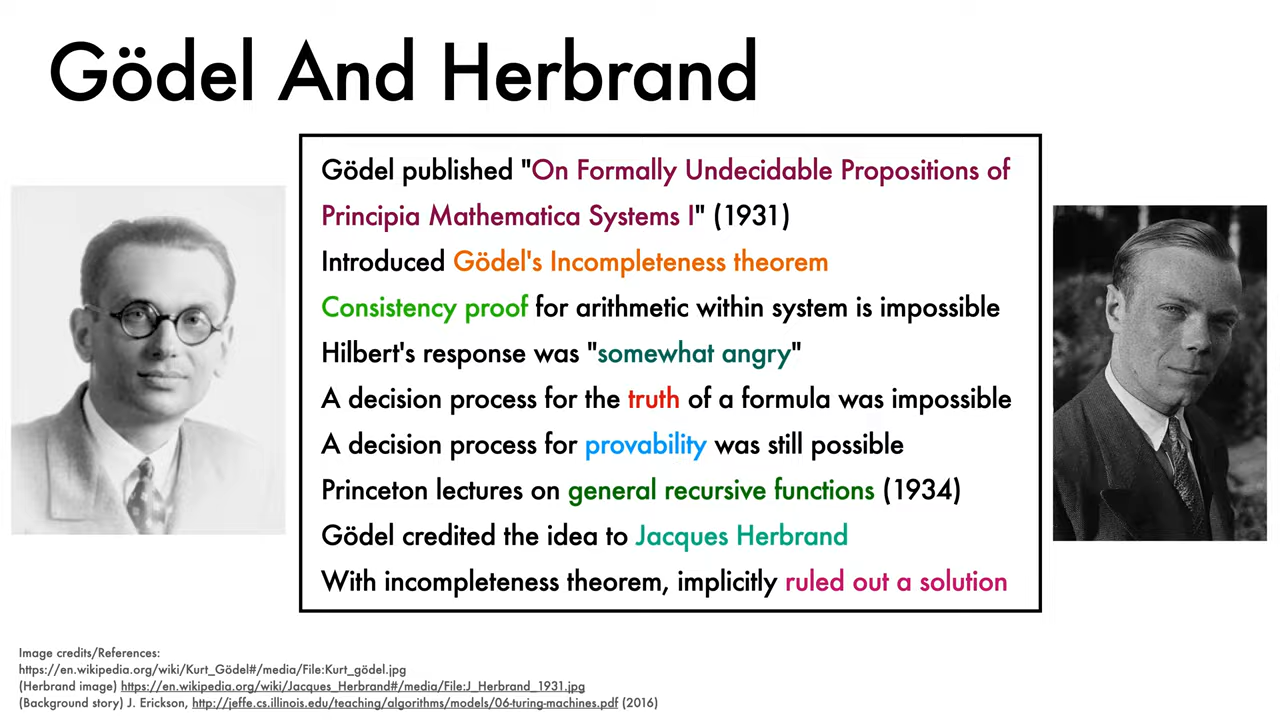 Gödel And Herbrand
Gödel published "On Formally Undecidable Propositions of
Principia Mathematica Systems I" (1931)
Introduced Gödel's Incompleteness theorem
Consistency proof for arithmetic within system is impossible
Hilbert's response was "somewhat angry"
A decision process for the truth of a formula was impossible
A decision process for provability was still possible
Princeton lectures on general recursive functions (1934)
Gödel credited the idea to Jacques Herbrand
With incompleteness theorem, implicitly ruled out a solution
Image credits/References:
https://en.wikipedia.org/wiki/Kurt_Gödel#/media/File:Kurt_gödel.jpg
(Herbrand image) https://en.wikipedia.org/wiki/Jacques_Herbrand#/media/File:J_Herbrand_1931.jpg
(Background story) J. Erickson, http://jeffe.cs.illinois.edu/teaching/algorithms/models/06-turing-machines.pdf (2016)